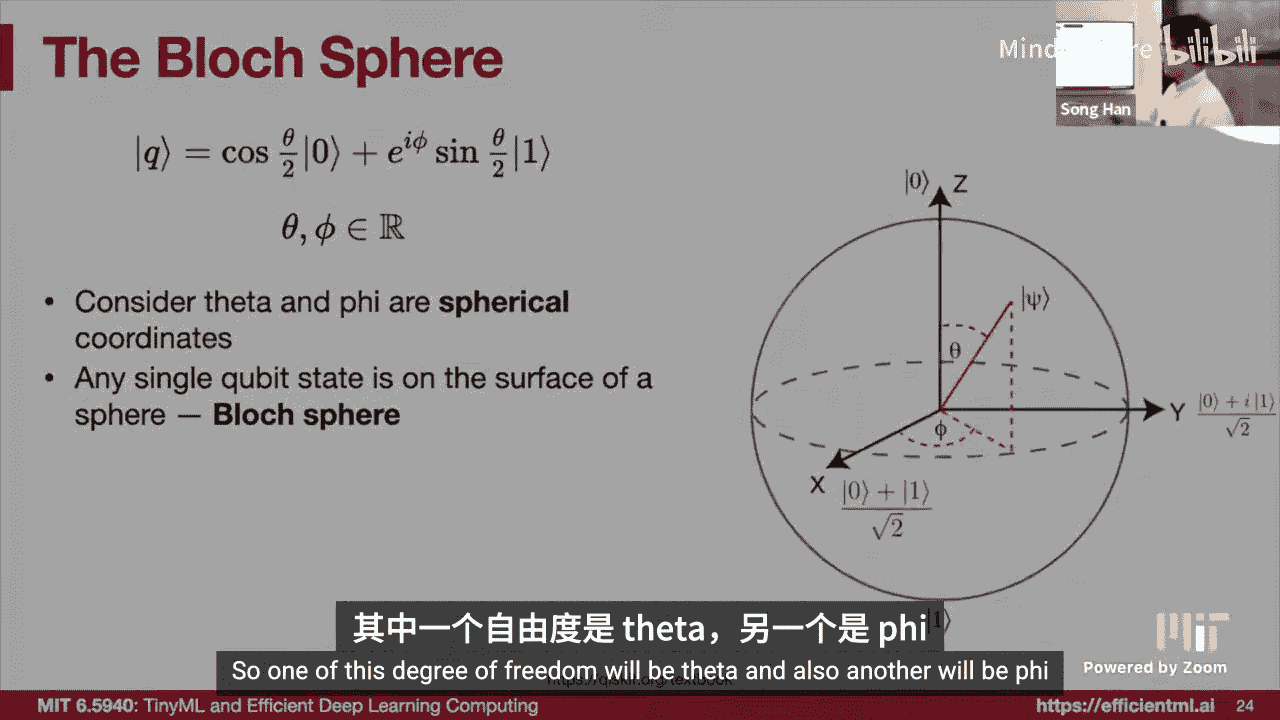 The Bloch Sphere
Mind
bilibili
Song Han
|q⟩ = cos θ/2 |0⟩ + e^{iϕ} sin θ/2 |1⟩
θ, ϕ ∈ ℝ
• Consider theta and phi are spherical
coordinates
• Any single qubit state is on the surface of a
sphere — Bloch sphere
|0⟩ Z
|ψ⟩
θ
ϕ
Y |0⟩ + i|1⟩ / √2
X |0⟩ + |1⟩ / √2
|1⟩
其中一个自由度是 theta，另一个是 phi
So one of this degree of freedom will be theta and also another will be phi
MIT
Powered by Zoom
MIT 6.5940: TinyML and Efficient Deep Learning Computing
https://efficientml.ai 24